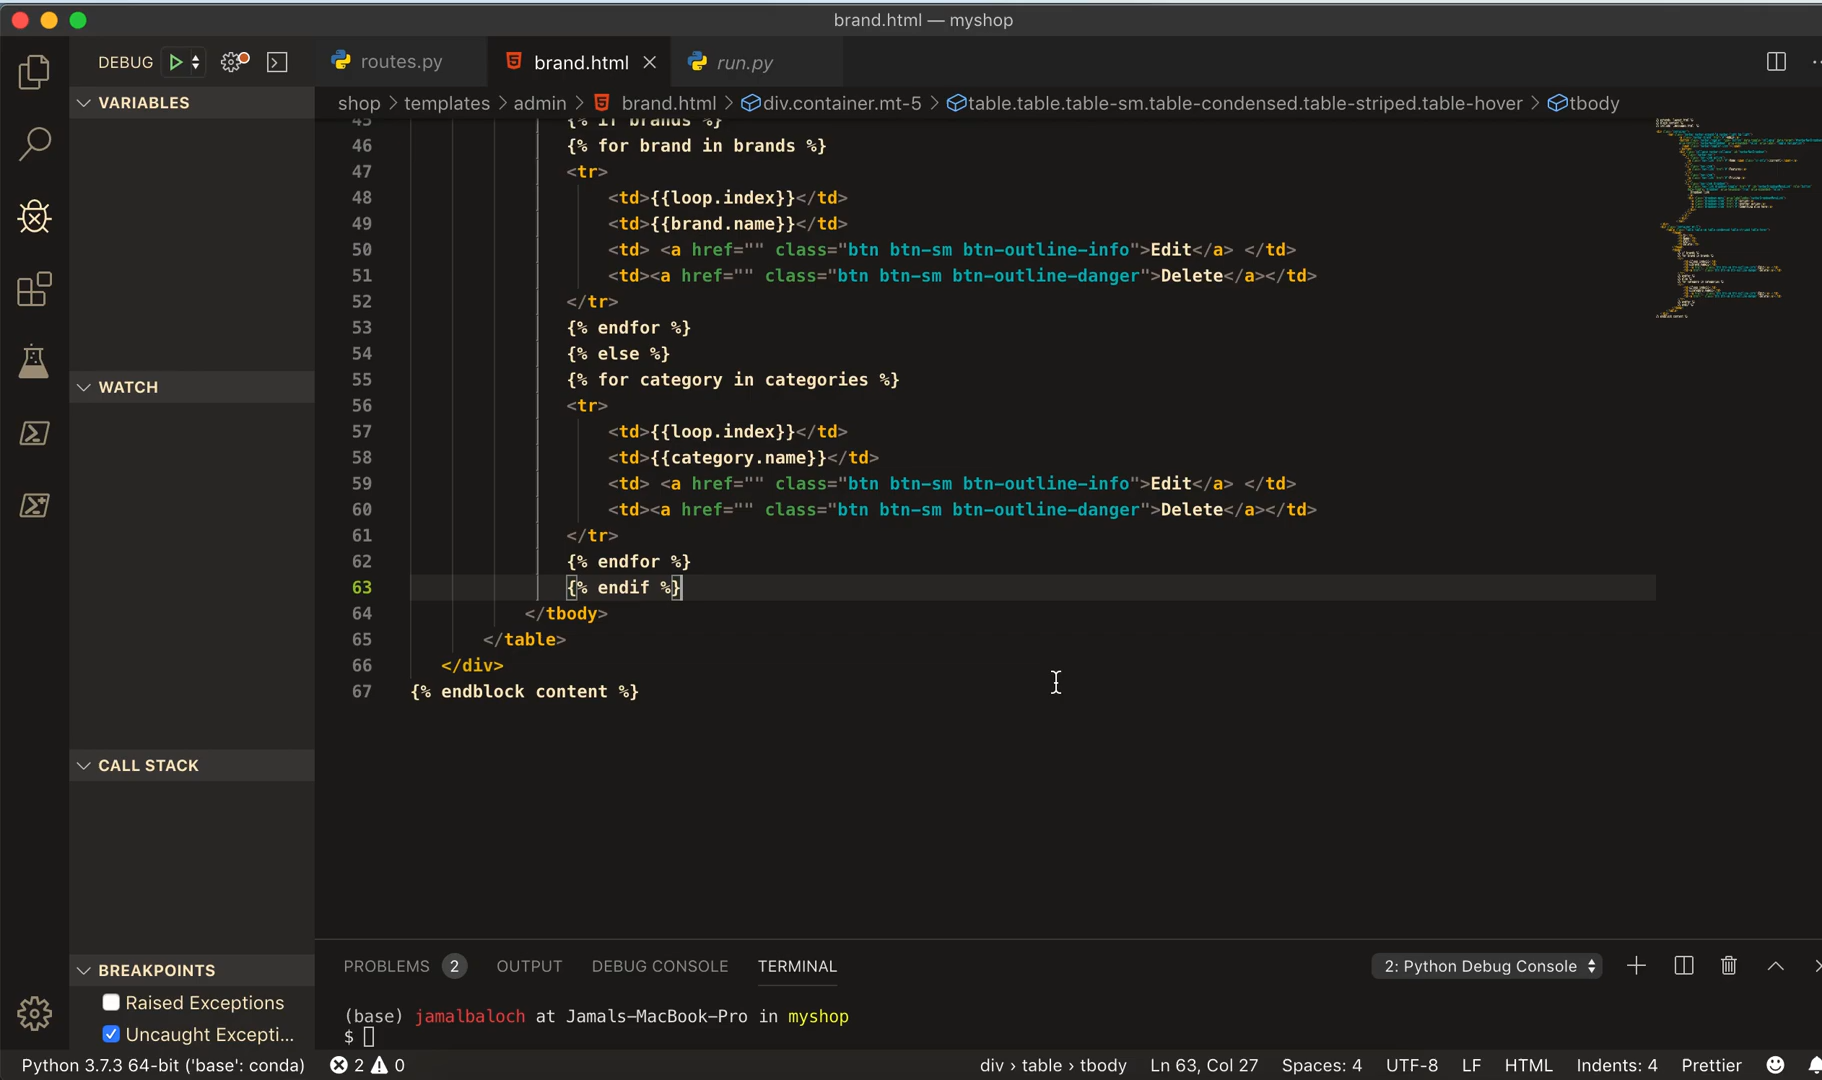 brand.html — myshop
DEBUG
routes.py
brand.html
run.py
VARIABLES
shop > templates > admin > brand.html > div.container.mt-5 > table.table.table-sm.table-condensed.table-striped.table-hover > tbody
45 {% if brands %}
46 {% for brand in brands %}
47 <tr>
48 <td>{{loop.index}}</td>
49 <td>{{brand.name}}</td>
50 <td> <a href="" class="btn btn-sm btn-outline-info">Edit</a> </td>
51 <td><a href="" class="btn btn-sm btn-outline-danger">Delete</a></td>
52 </tr>
53 {% endfor %}
54 {% else %}
55 {% for category in categories %}
56 <tr>
57 <td>{{loop.index}}</td>
58 <td>{{category.name}}</td>
59 <td> <a href="" class="btn btn-sm btn-outline-info">Edit</a> </td>
60 <td><a href="" class="btn btn-sm btn-outline-danger">Delete</a></td>
61 </tr>
62 {% endfor %}
63 {% endif %}
64 </tbody>
65 </table>
66 </div>
67 {% endblock content %}
WATCH
CALL STACK
BREAKPOINTS
Raised Exceptions
Uncaught Excepti...
PROBLEMS 2 OUTPUT DEBUG CONSOLE TERMINAL
2: Python Debug Console
(base) jamalbaloch at Jamals-MacBook-Pro in myshop
$
Python 3.7.3 64-bit ('base': conda) 2 0
div › table › tbody Ln 63, Col 27 Spaces: 4 UTF-8 LF HTML Indents: 4 Prettier